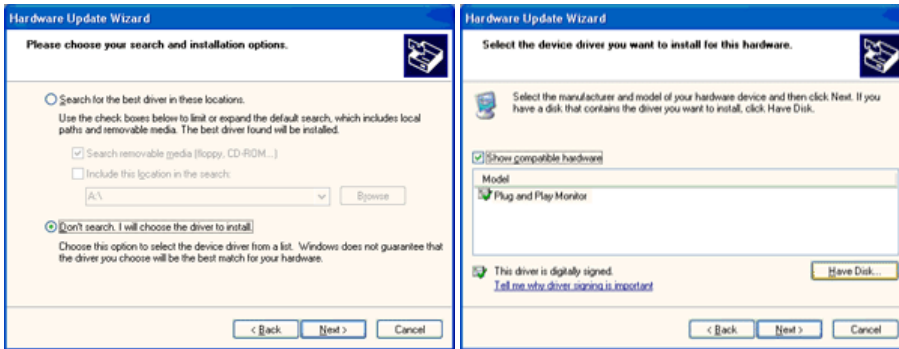 Hardware Update Wizard
Please choose your search and installation options.
Search for the best driver in these locations.
Use the check boxes below to limit or expand the default search, which includes local
paths and removable media. The best driver found will be installed.
Search removable media (floppy, CD-ROM...)
Include this location in the search:
A:\
Browse
Don't search. I will choose the driver to install.
Choose this option to select the device driver from a list. Windows does not guarantee that
the driver you choose will be the best match for your hardware.
< Back
Next >
Cancel
Hardware Update Wizard
Select the device driver you want to install for this hardware.
Select the manufacturer and model of your hardware device and then click Next. If you
have a disk that contains the driver you want to install, click Have Disk.
Show compatible hardware
Model
Plug and Play Monitor
This driver is digitally signed.
Have Disk...
Tell me why driver signing is important
< Back
Next >
Cancel